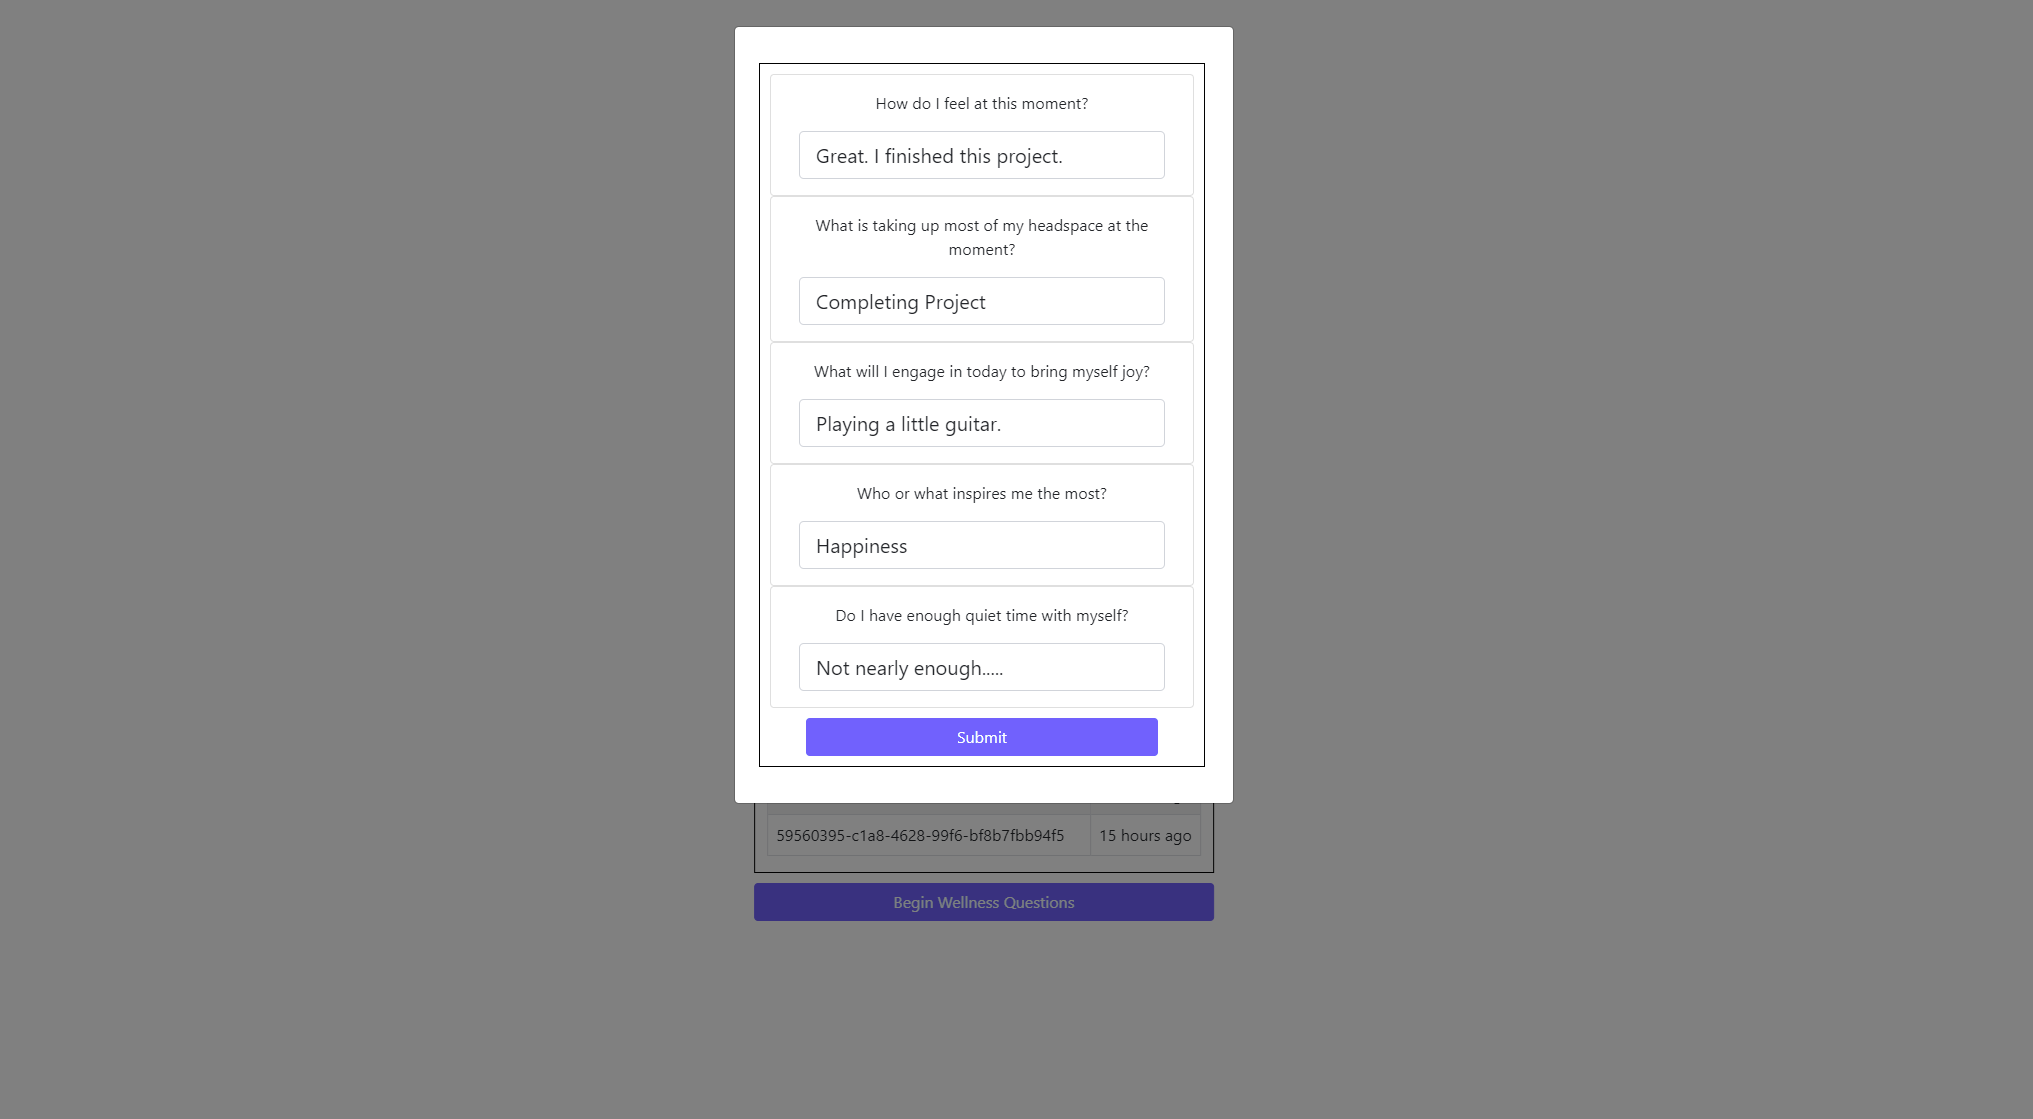 How do I feel at this moment?
Great. I finished this project.
What is taking up most of my headspace at the
moment?
Completing Project
What will I engage in today to bring myself joy?
Playing a little guitar.
Who or what inspires me the most?
Happiness
Do I have enough quiet time with myself?
Not nearly enough.....
Submit
59560395-c1a8-4628-99f6-bf8b7fbb94f5 15 hours ago
Begin Wellness Questions